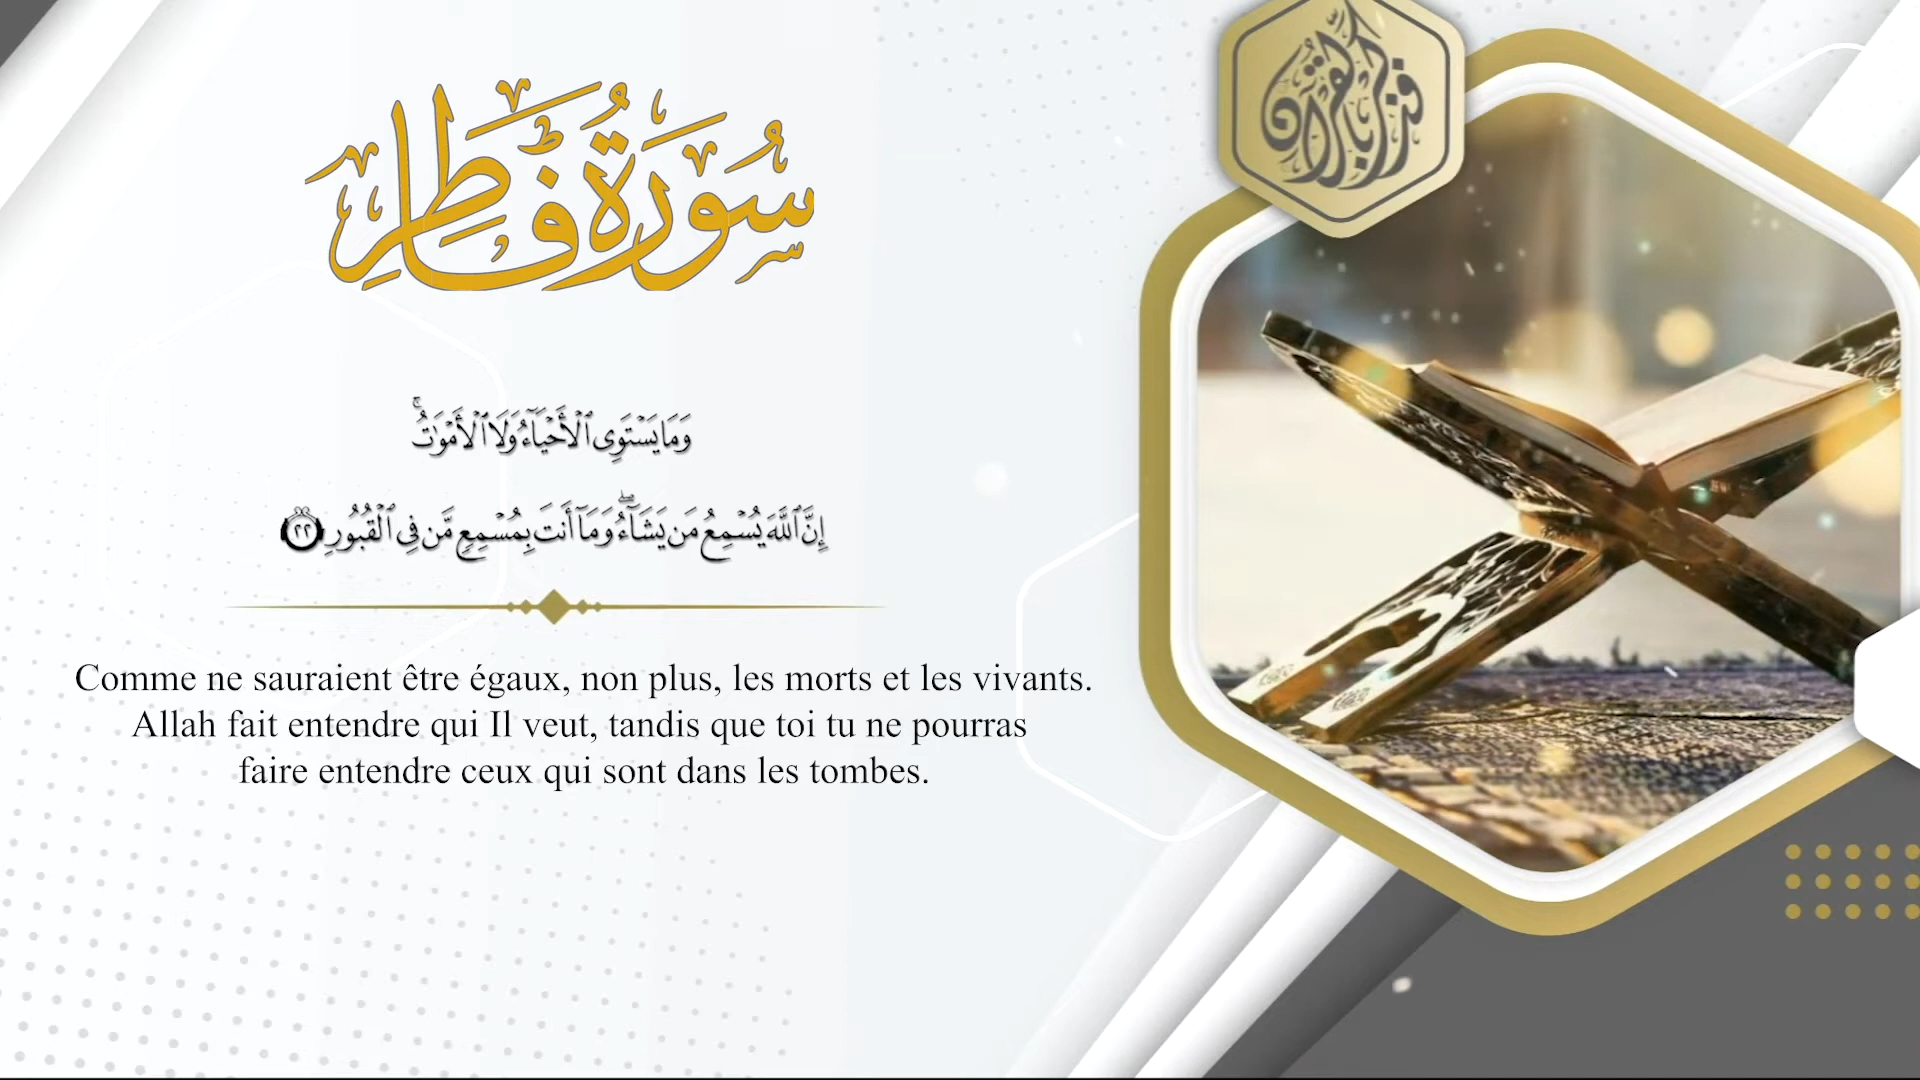 سُورَةُ فَاطِرٍ
فذكر بالقرآن
وَمَا يَسْتَوِى ٱلْأَحْيَآءُ وَلَا ٱلْأَمْوَٰتُ ۚ
إِنَّ ٱللَّهَ يُسْمِعُ مَن يَشَآءُ ۖ وَمَآ أَنتَ بِمُسْمِعٍ مَّن فِى ٱلْقُبُورِ ٢٢
Comme ne sauraient être égaux, non plus, les morts et les vivants.
Allah fait entendre qui Il veut, tandis que toi tu ne pourras
faire entendre ceux qui sont dans les tombes.